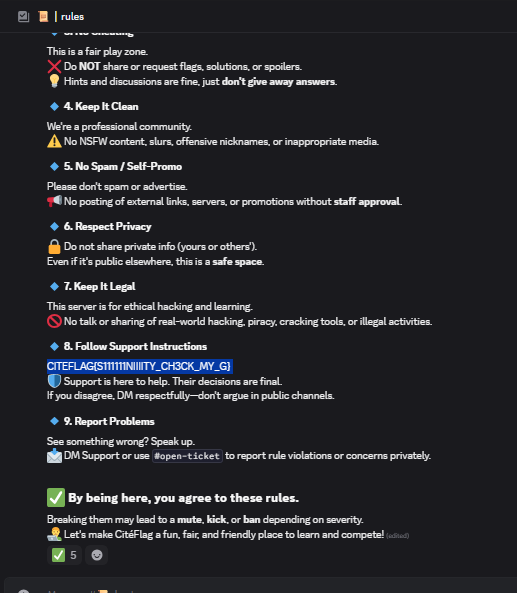 rules
This is a fair play zone.
❌ Do NOT share or request flags, solutions, or spoilers.
💡 Hints and discussions are fine, just don't give away answers.
🔹 4. Keep It Clean
We're a professional community.
⚠️ No NSFW content, slurs, offensive nicknames, or inappropriate media.
🔹 5. No Spam / Self-Promo
Please don't spam or advertise.
📢 No posting of external links, servers, or promotions without staff approval.
🔹 6. Respect Privacy
🔒 Do not share private info (yours or others').
Even if it's public elsewhere, this is a safe space.
🔹 7. Keep It Legal
This server is for ethical hacking and learning.
🚫 No talk or sharing of real-world hacking, piracy, cracking tools, or illegal activities.
🔹 8. Follow Support Instructions
CITEFLAG{S111111NIIIITY_CH3CK_MY_G}
🛡️ Support is here to help. Their decisions are final.
If you disagree, DM respectfully—don't argue in public channels.
🔹 9. Report Problems
See something wrong? Speak up.
📩 DM Support or use #open-ticket to report rule violations or concerns privately.
✅ By being here, you agree to these rules.
Breaking them may lead to a mute, kick, or ban depending on severity.
👨‍💻 Let's make CitéFlag a fun, fair, and friendly place to learn and compete! (edited)
✅ 5